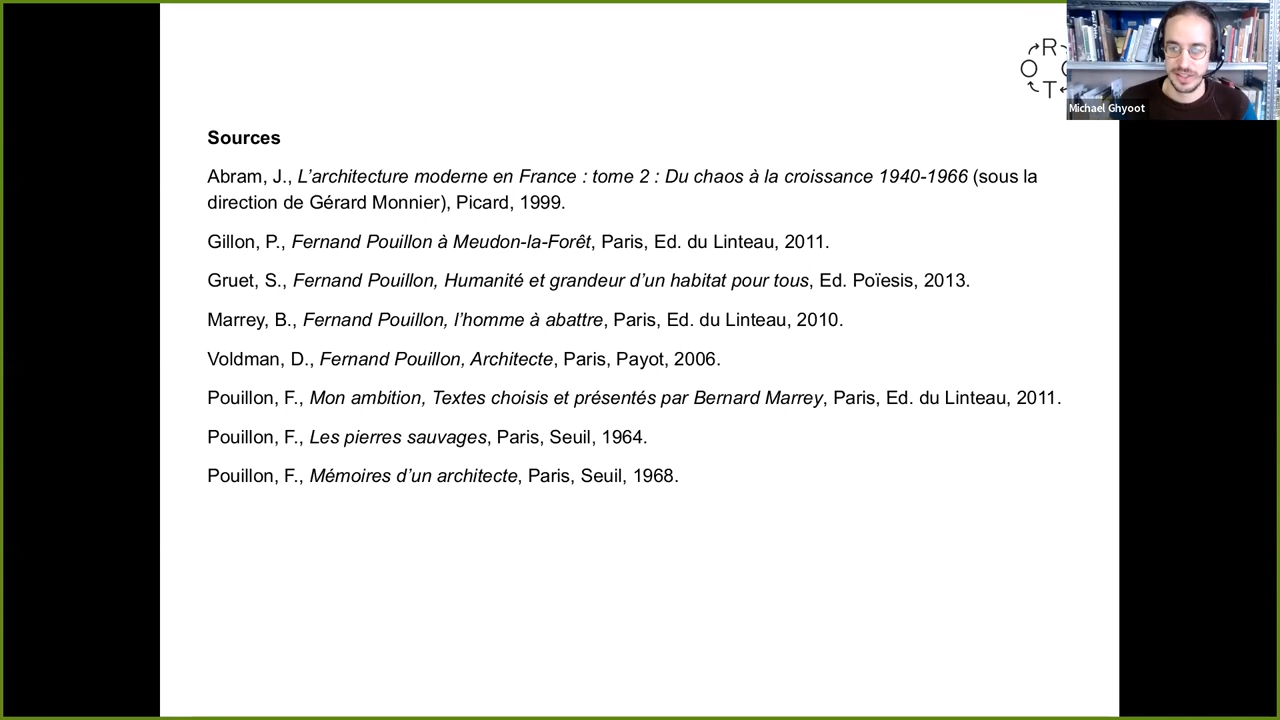 R
O
T
Michael Ghyoot
Sources
Abram, J., L’architecture moderne en France : tome 2 : Du chaos à la croissance 1940-1966 (sous la
direction de Gérard Monnier), Picard, 1999.
Gillon, P., Fernand Pouillon à Meudon-la-Forêt, Paris, Ed. du Linteau, 2011.
Gruet, S., Fernand Pouillon, Humanité et grandeur d’un habitat pour tous, Ed. Poïesis, 2013.
Marrey, B., Fernand Pouillon, l’homme à abattre, Paris, Ed. du Linteau, 2010.
Voldman, D., Fernand Pouillon, Architecte, Paris, Payot, 2006.
Pouillon, F., Mon ambition, Textes choisis et présentés par Bernard Marrey, Paris, Ed. du Linteau, 2011.
Pouillon, F., Les pierres sauvages, Paris, Seuil, 1964.
Pouillon, F., Mémoires d’un architecte, Paris, Seuil, 1968.